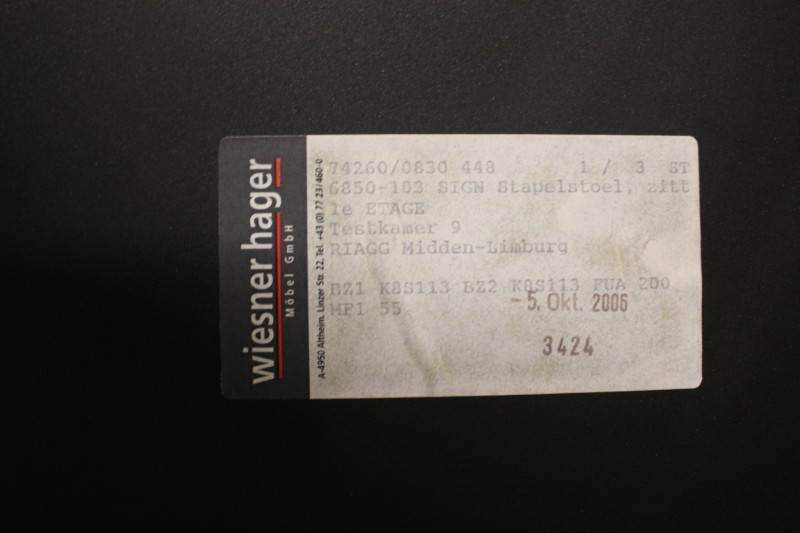 wiesner hager
Möbel GmbH
A-4950 Altheim, Linzer Str. 22, Tel. +43 (0) 77 23/460-0
74260/0830 448 1 / 3 ST
6850-103 SIGN Stapelstoel, zitt
1e ETAGE
Testkamer 9
RIAGG Midden-Limburg
BZ1 K8S113 BZ2 K8S113 FUA 200
MP1 55
- 5. Okt. 2006
3424